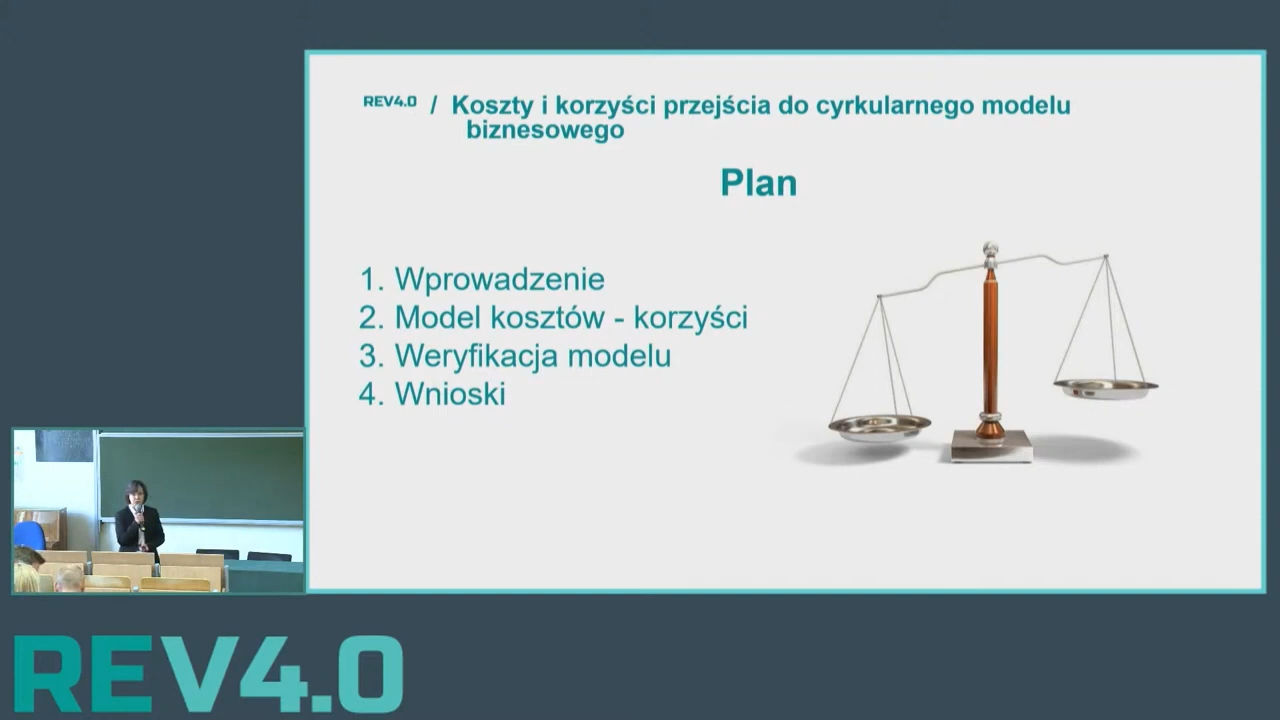 REV4.0 / Koszty i korzyści przejścia do cyrkularnego modelu
biznesowego
Plan
1. Wprowadzenie
2. Model kosztów - korzyści
3. Weryfikacja modelu
4. Wnioski
REV4.0